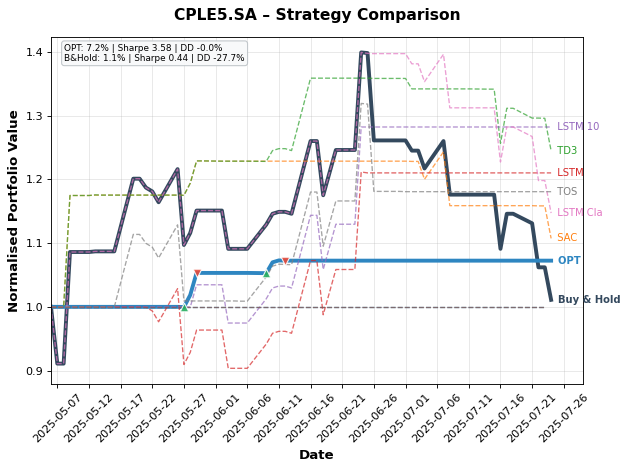 CPLE5.SA – Strategy Comparison
OPT: 7.2% | Sharpe 3.58 | DD -0.0%
B&Hold: 1.1% | Sharpe 0.44 | DD -27.7%
Normalised Portfolio Value
1.4
1.3
1.2
1.1
1.0
0.9
LSTM 10
TD3
LSTM
TOS
LSTM Cla
SAC
OPT
Buy & Hold
2025-05-07
2025-05-12
2025-05-17
2025-05-22
2025-05-27
2025-06-01
2025-06-06
2025-06-11
2025-06-16
2025-06-21
2025-06-26
2025-07-01
2025-07-06
2025-07-11
2025-07-16
2025-07-21
2025-07-26
Date